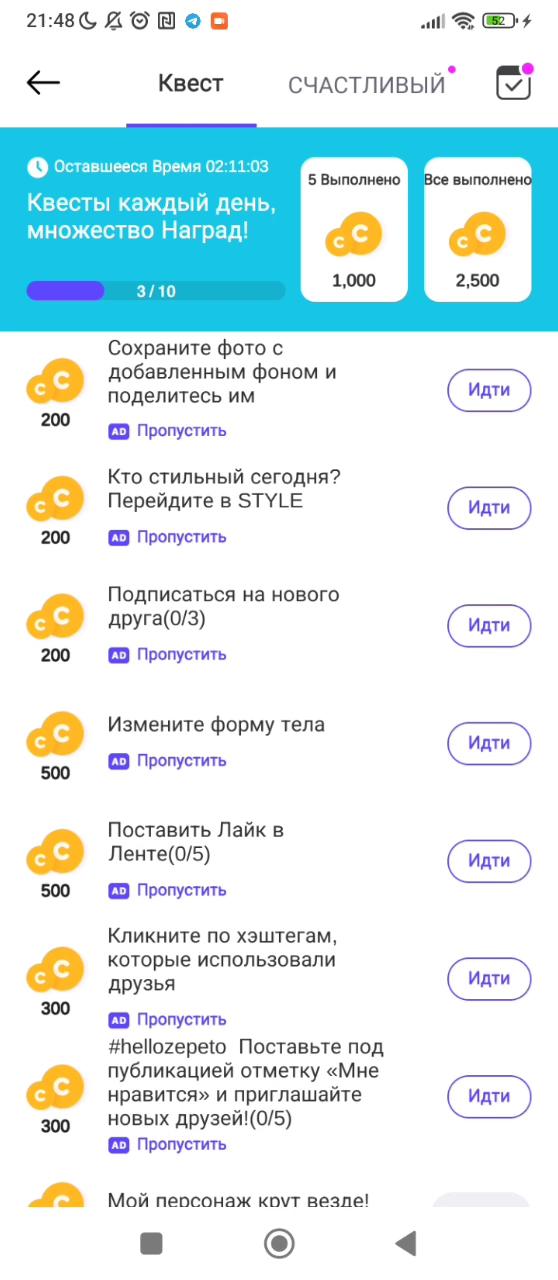 21:48
52
Квест
СЧАСТЛИВЫЙ
Оставшееся Время 02:11:03
Квесты каждый день,
множество Наград!
3 / 10
5 Выполнено
C C
1,000
Все выполнено
C C
2,500
Сохраните фото с
добавленным фоном и
поделитесь им
C C
200
AD Пропустить
Идти
Кто стильный сегодня?
Перейдите в STYLE
C C
200
AD Пропустить
Идти
Подписаться на нового
друга(0/3)
C C
200
AD Пропустить
Идти
Измените форму тела
C C
500
AD Пропустить
Идти
Поставить Лайк в
Ленте(0/5)
C C
500
AD Пропустить
Идти
Кликните по хэштегам,
которые использовали
друзья
C C
300
AD Пропустить
Идти
#hellozepeto Поставьте под
публикацией отметку «Мне
нравится» и приглашайте
новых друзей!(0/5)
C C
300
AD Пропустить
Идти
Мой персонаж крут везде!